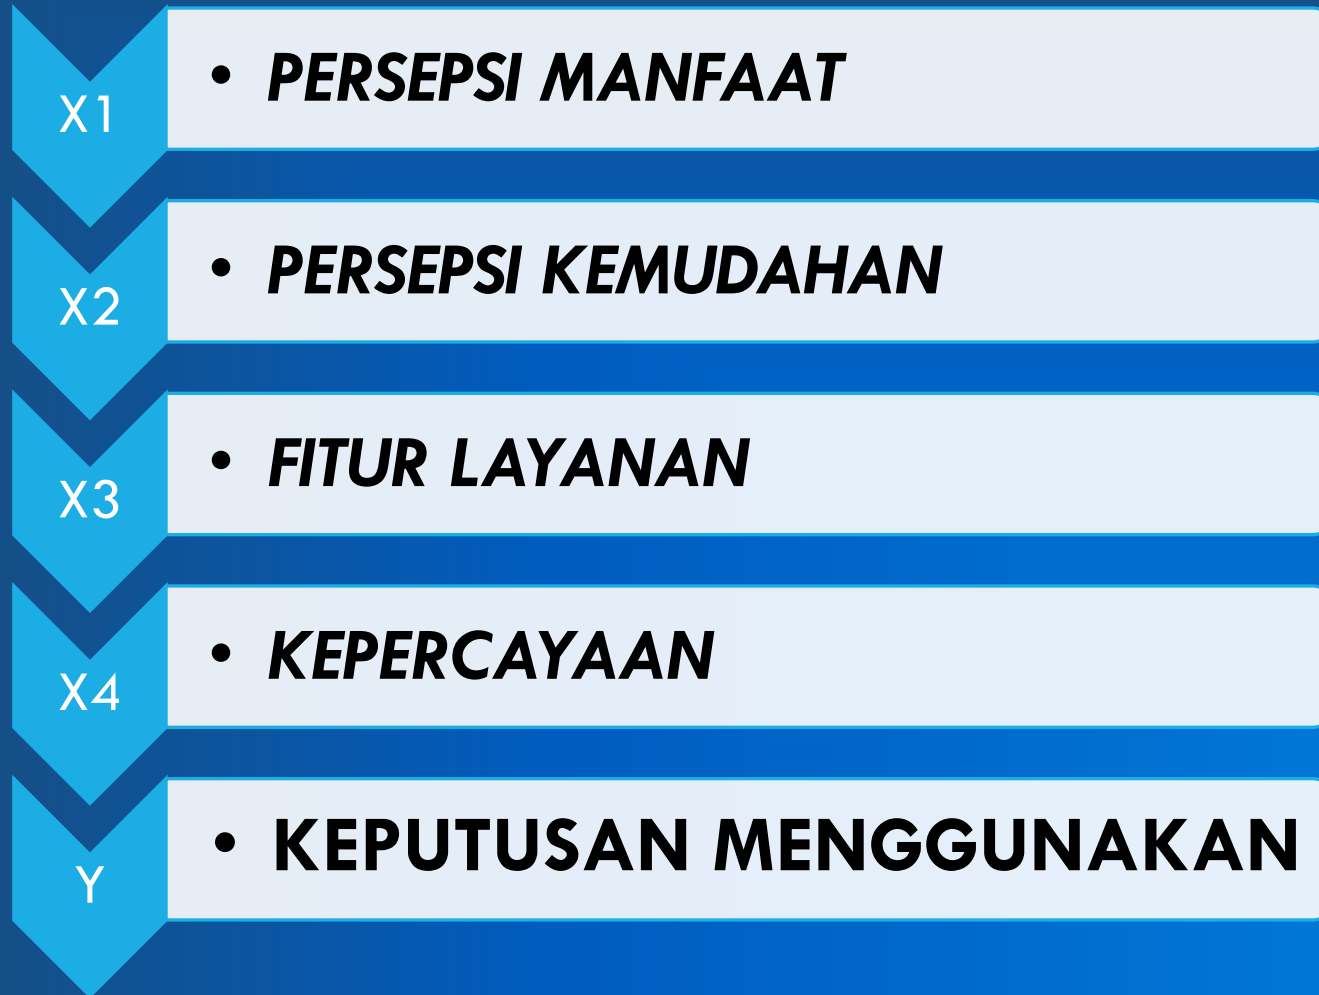 X1
• PERSEPSI MANFAAT
X2
• PERSEPSI KEMUDAHAN
X3
• FITUR LAYANAN
X4
• KEPERCAYAAN
Y
• KEPUTUSAN MENGGUNAKAN